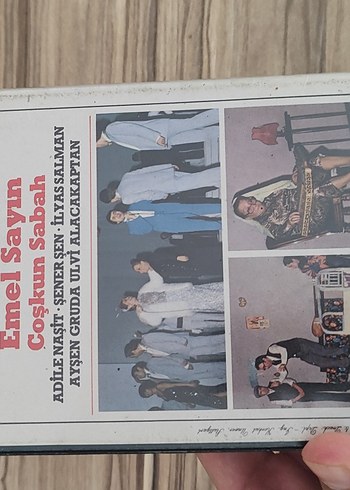 Emel Sayın
Coşkun Sabah
ADİLE NAŞİT · ŞENER ŞEN · İLYAS SALMAN
AYŞEN GRUDA ULVİ ALACAKAPTAN